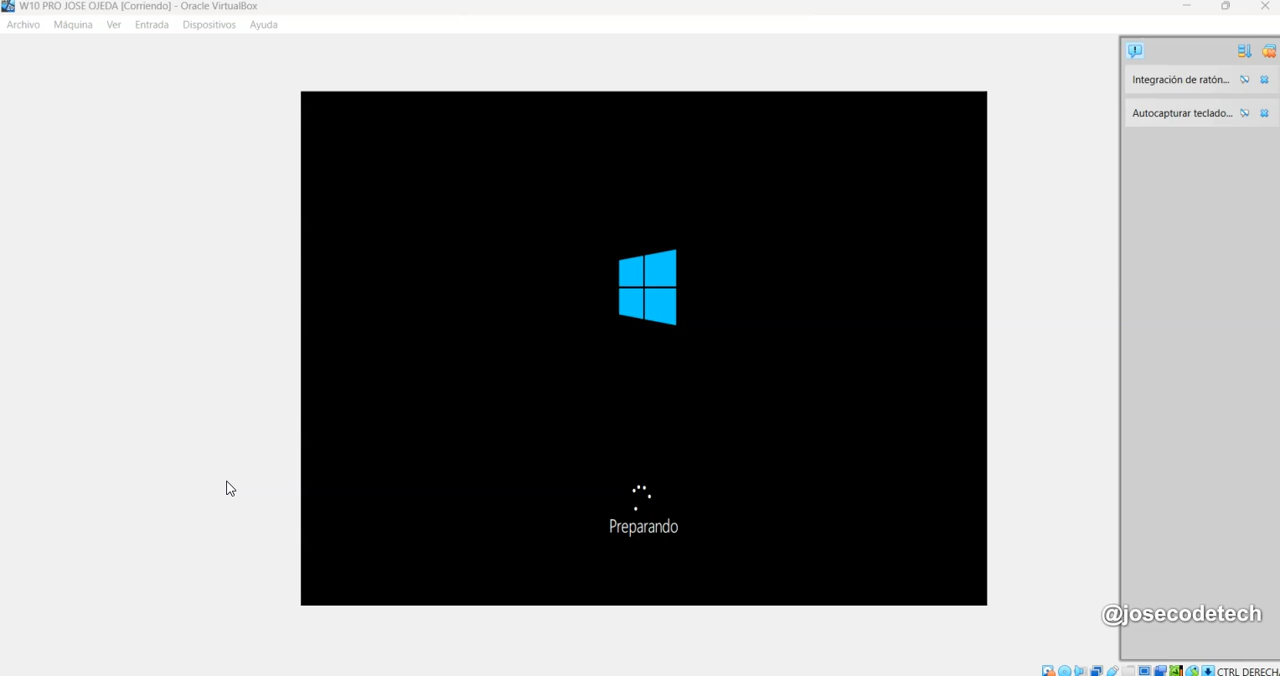 W10 PRO JOSE OJEDA [Corriendo] - Oracle VirtualBox
Archivo Máquina Ver Entrada Dispositivos Ayuda
Integración de ratón...
Autocapturar teclado...
Preparando
@josecodetech
CTRL DERECH